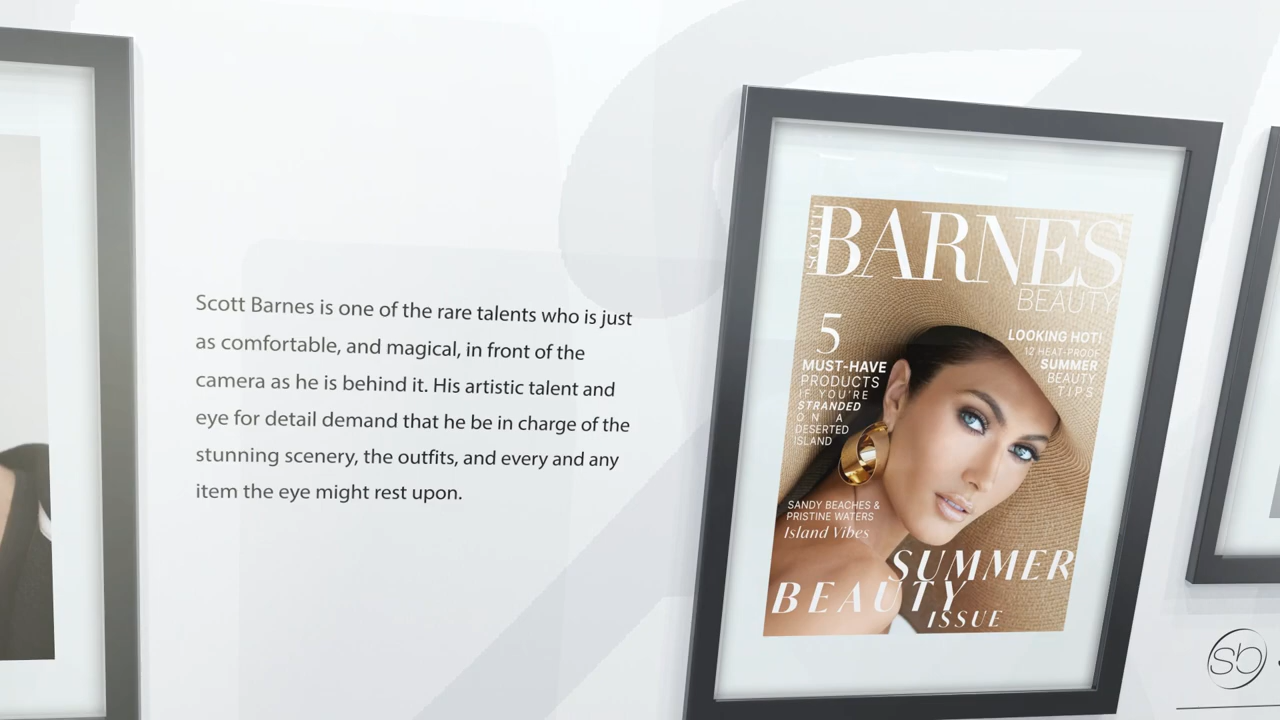 Scott Barnes is one of the rare talents who is just
as comfortable, and magical, in front of the
camera as he is behind it. His artistic talent and
eye for detail demand that he be in charge of the
stunning scenery, the outfits, and every and any
item the eye might rest upon.
SCOTT
BARNES
BEAUTY
5
MUST-HAVE
PRODUCTS
IF YOU'RE
STRANDED
ON A
DESERTED
ISLAND
LOOKING HOT!
12 HEAT-PROOF
SUMMER
BEAUTY
TIPS
SANDY BEACHES &
PRISTINE WATERS
Island Vibes
SUMMER
BEAUTY
ISSUE
sb